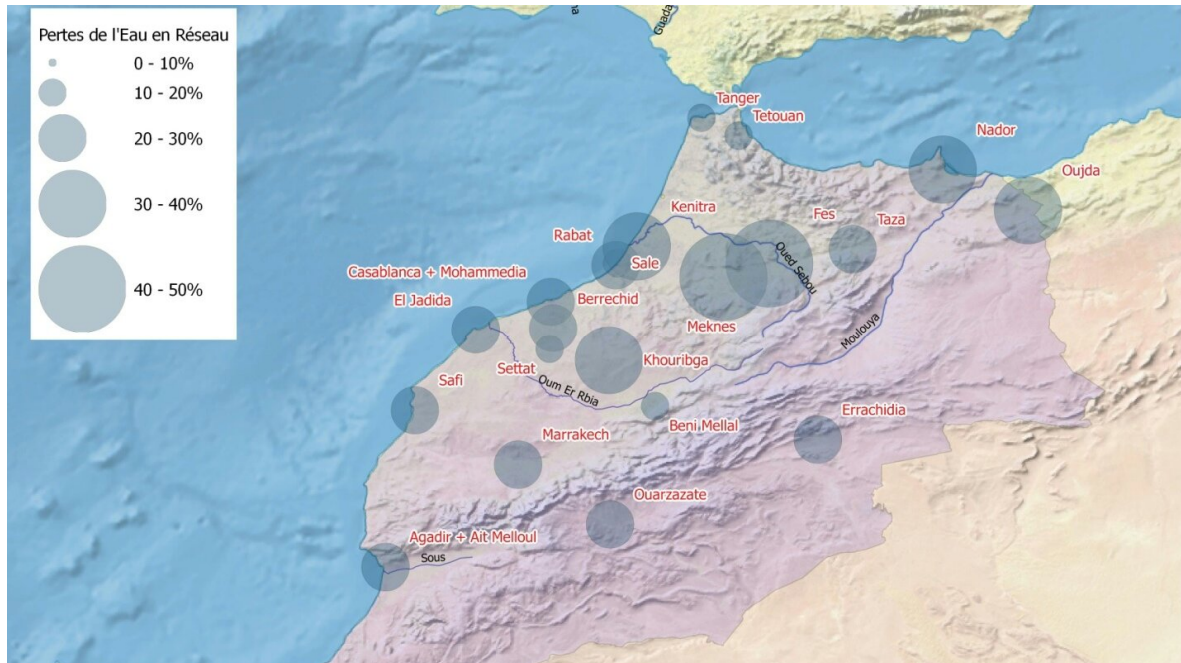 Pertes de l'Eau en Réseau
0 - 10%
10 - 20%
20 - 30%
30 - 40%
40 - 50%
Guada
Tanger
Tetouan
Nador
Oujda
Kenitra
Fes
Taza
Rabat
Sale
Oued Sebou
Casablanca + Mohammedia
El Jadida
Berrechid
Meknes
Moulouya
Settat
Khouribga
Safi
Oum Er Rbia
Errachidia
Beni Mellal
Marrakech
Ouarzazate
Agadir + Ait Melloul
Sous